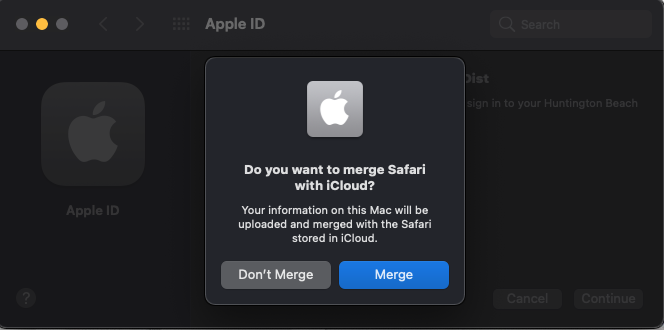 Apple ID
Search
Dist
sign in to your Huntington Beach
Apple ID
Do you want to merge Safari
with iCloud?
Your information on this Mac will be
uploaded and merged with the Safari
stored in iCloud.
Don't Merge
Merge
?
Cancel
Continue